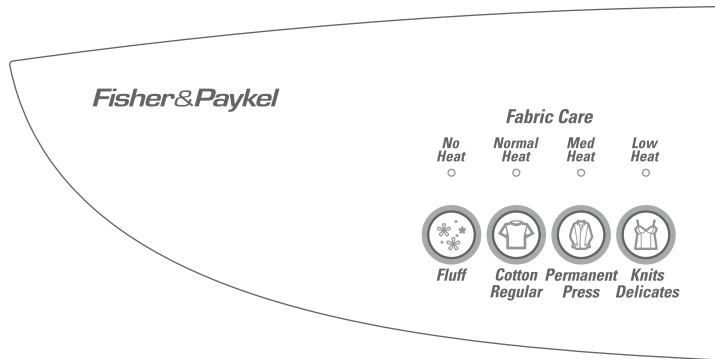 Fisher&Paykel
Fabric Care
No Heat
Normal Heat
Med Heat
Low Heat
Fluff
Cotton Regular
Permanent Press
Knits Delicates